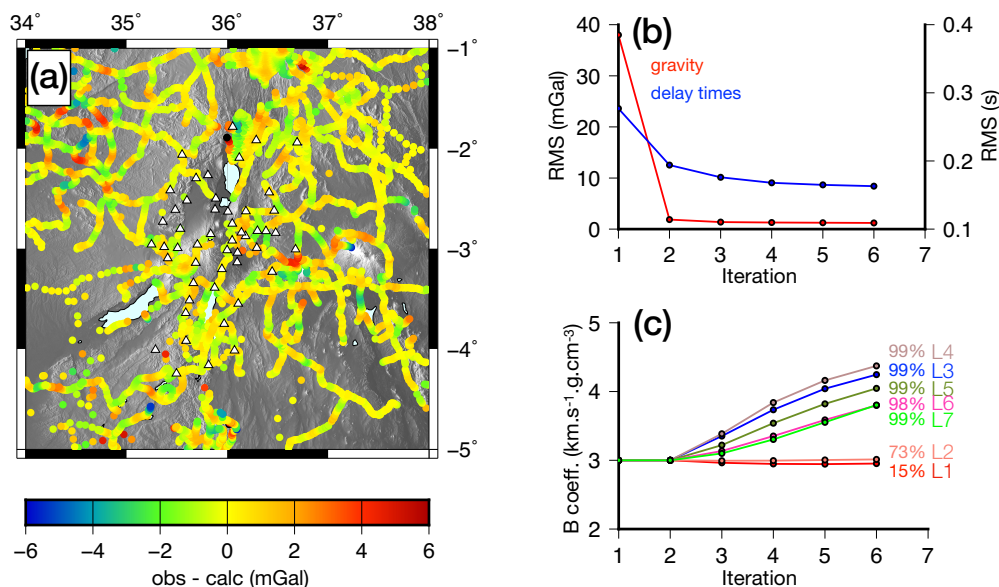 34° 35° 36° 37° 38°
(a)
−1°
−2°
−3°
−4°
−5°
−6 −4 −2 0 2 4 6
obs - calc (mGal)
(b)
gravity
delay times
40
30
20
10
0
RMS (mGal)
0.4
0.3
0.2
0.1
RMS (s)
1 2 3 4 5 6 7
Iteration
(c)
5
4
3
2
B coeff. (km.s⁻¹.g.cm⁻³)
99% L4
99% L3
99% L5
98% L6
99% L7
73% L2
15% L1
1 2 3 4 5 6 7
Iteration